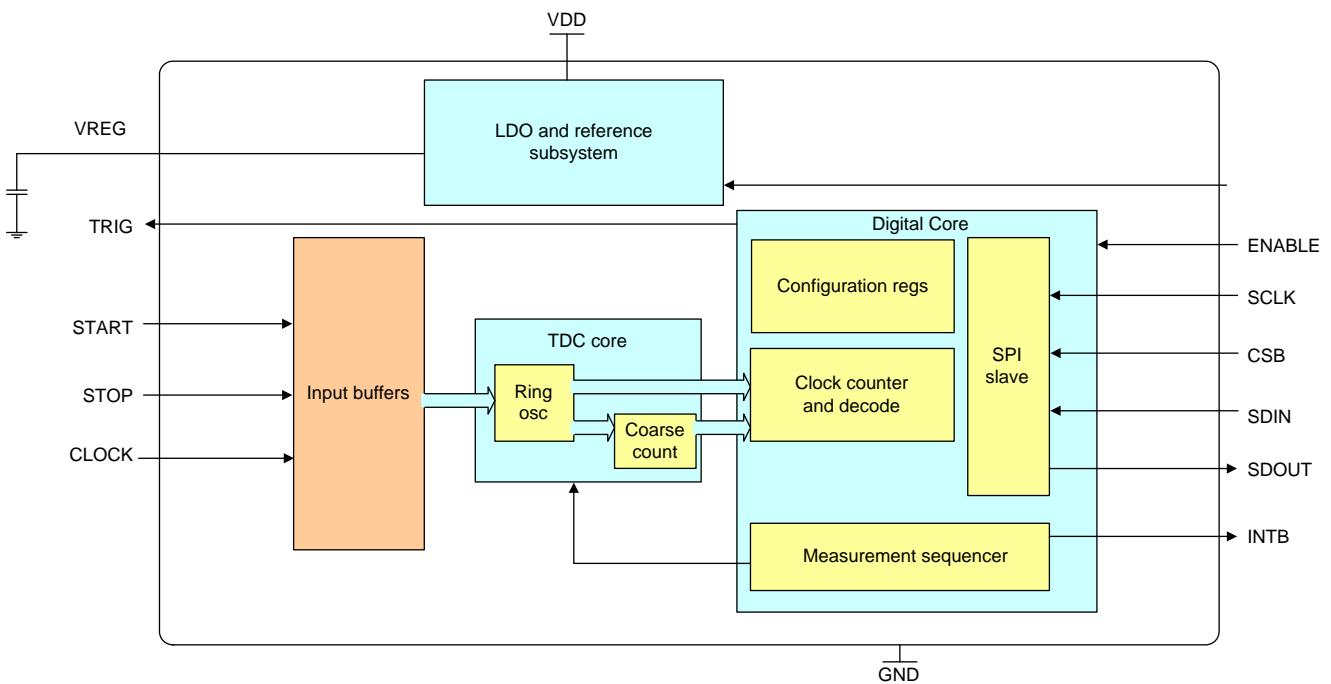 VDD
LDO and reference
subsystem
VREG
TRIG
Digital Core
ENABLE
Configuration regs
SCLK
START
TDC core
SPI
slave
CSB
STOP
Input buffers
Ring
osc
Clock counter
and decode
SDIN
Coarse
count
CLOCK
SDOUT
INTB
Measurement sequencer
GND